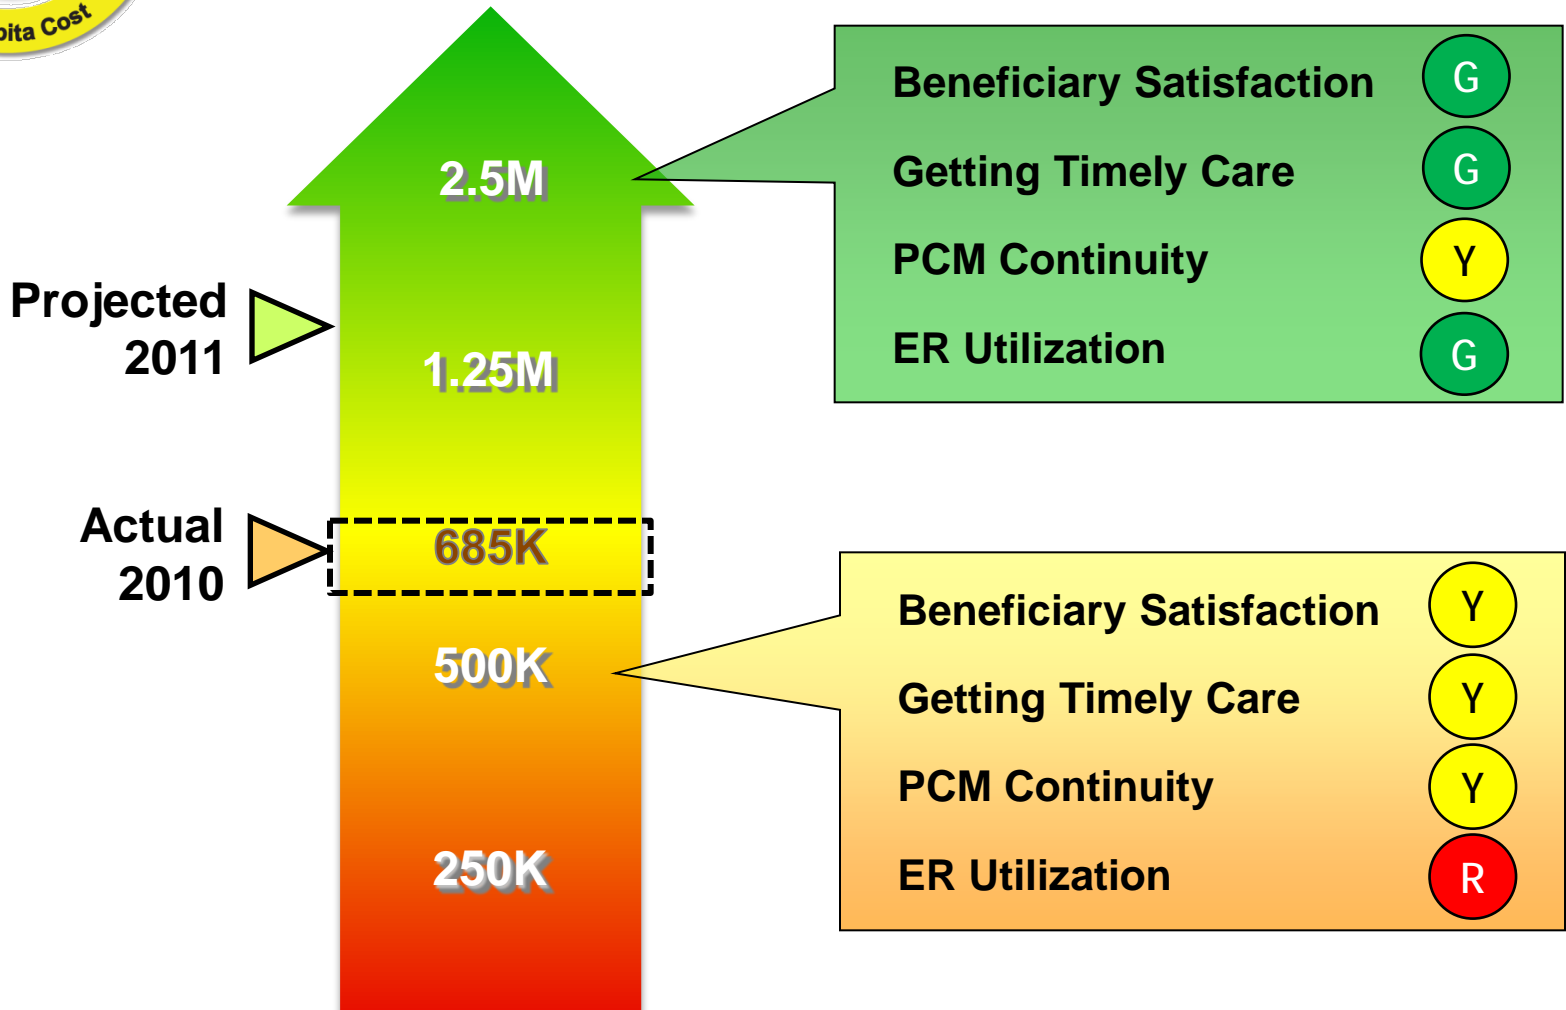 Cost
2.5M
Projected
2011
1.25M
Actual
2010
685K
500K
250K
Beneficiary Satisfaction G
Getting Timely Care G
PCM Continuity Y
ER Utilization G
Beneficiary Satisfaction Y
Getting Timely Care Y
PCM Continuity Y
ER Utilization R